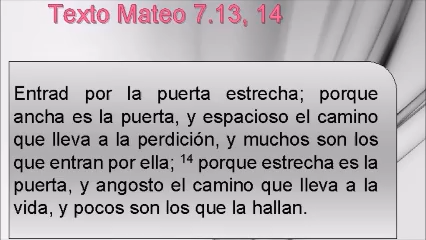 Texto Mateo 7.13, 14
Entrad por la puerta estrecha; porque
ancha es la puerta, y espacioso el camino
que lleva a la perdición, y muchos son los
que entran por ella; 14 porque estrecha es la
puerta, y angosto el camino que lleva a la
vida, y pocos son los que la hallan.